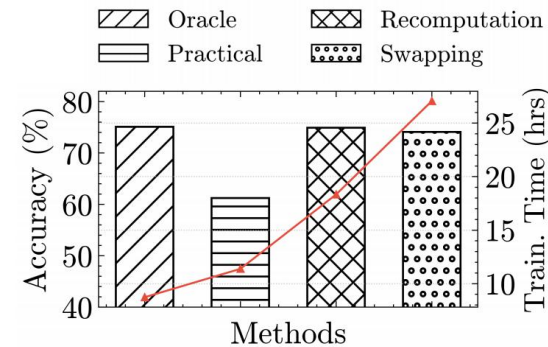 Oracle
Recomputation
Practical
Swapping
Accuracy (%)
80
70
60
50
40
25
20
15
10
Train. Time (hrs)
Methods